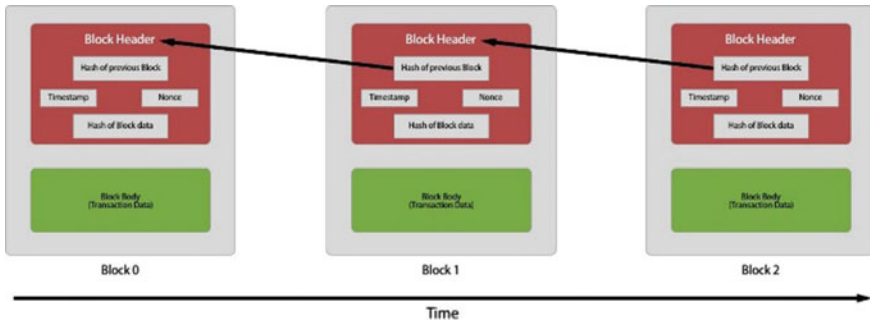 Block Header
Hash of previous Block
Timestamp
Nonce
Hash of Block data
Block Body
(Transaction Data)
Block 0
Block Header
Hash of previous Block
Timestamp
Nonce
Hash of Block data
Block Body
(Transaction Data)
Block 1
Block Header
Hash of previous Block
Timestamp
Nonce
Hash of Block data
Block Body
(Transaction Data)
Block 2
Time